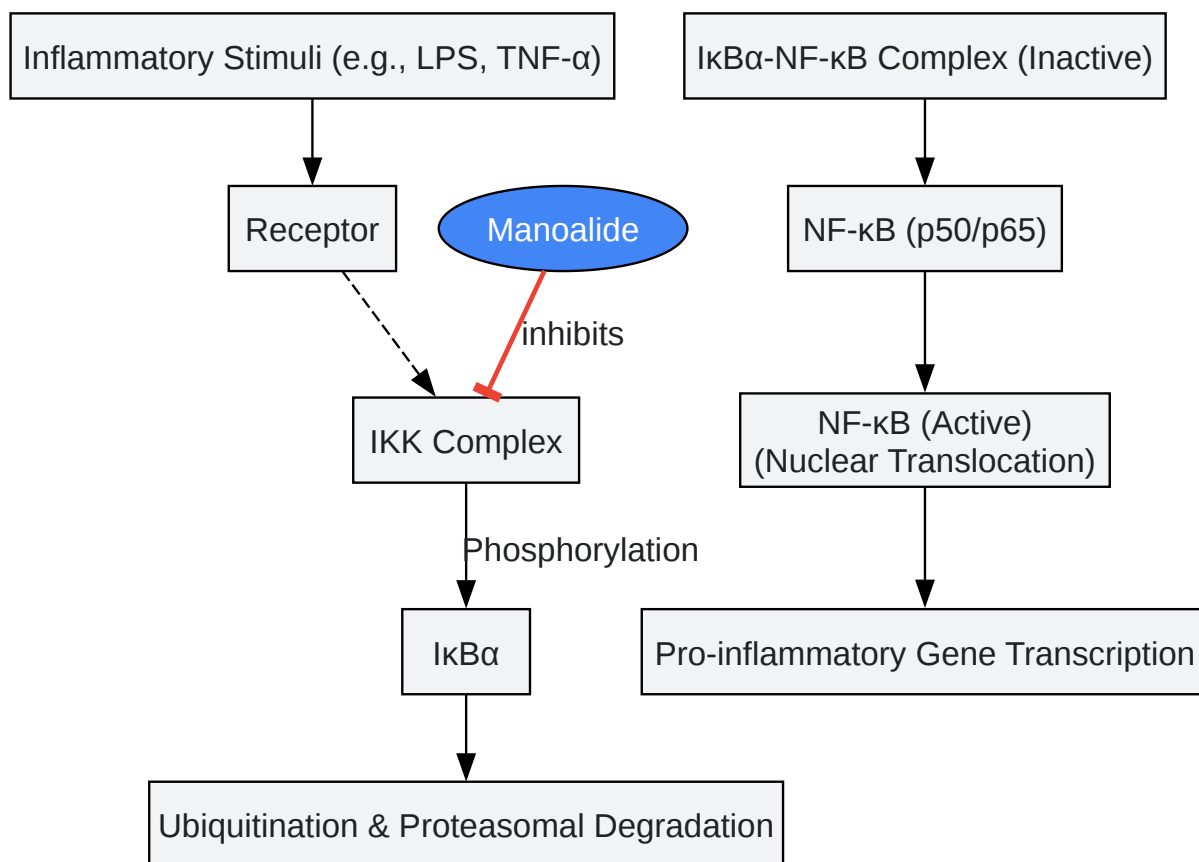 Inflammatory Stimuli (e.g., LPS, TNF-α)
IκBα-NF-κB Complex (Inactive)
Receptor
Manoalide
NF-κB (p50/p65)
inhibits
IKK Complex
NF-κB (Active)
(Nuclear Translocation)
Phosphorylation
IκBα
Pro-inflammatory Gene Transcription
Ubiquitination & Proteasomal Degradation